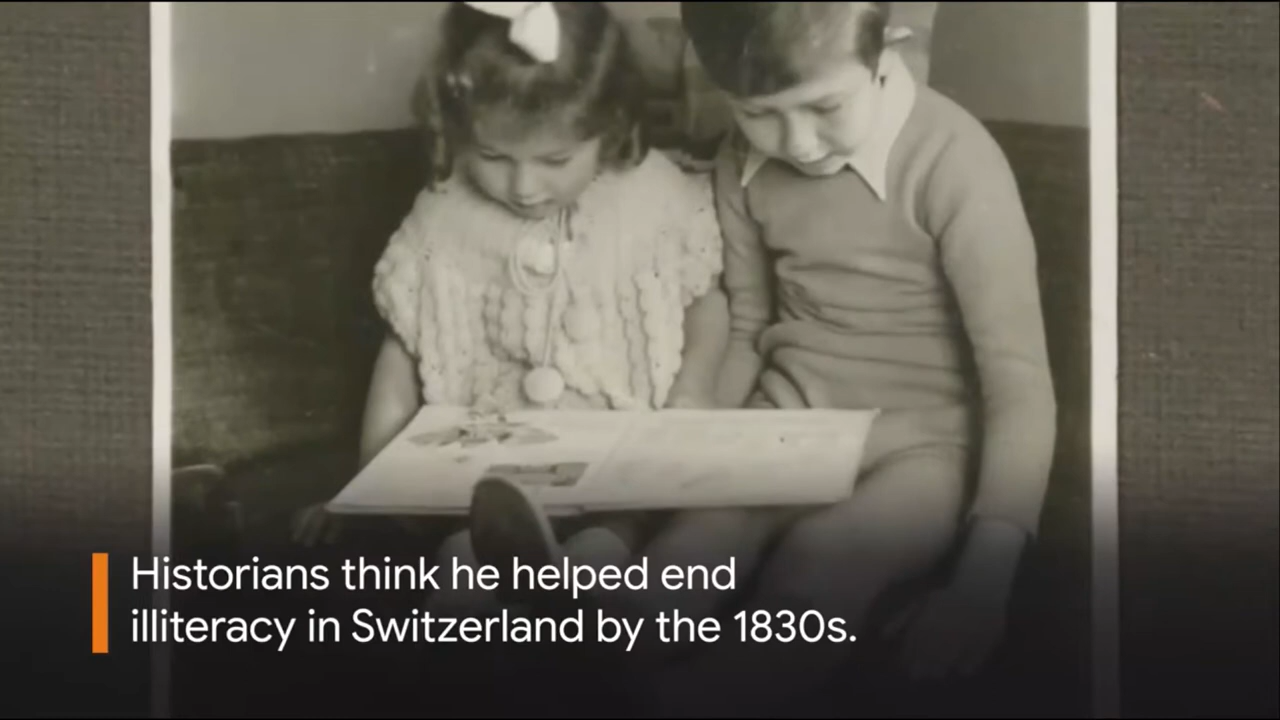 Historians think he helped end
illiteracy in Switzerland by the 1830s.